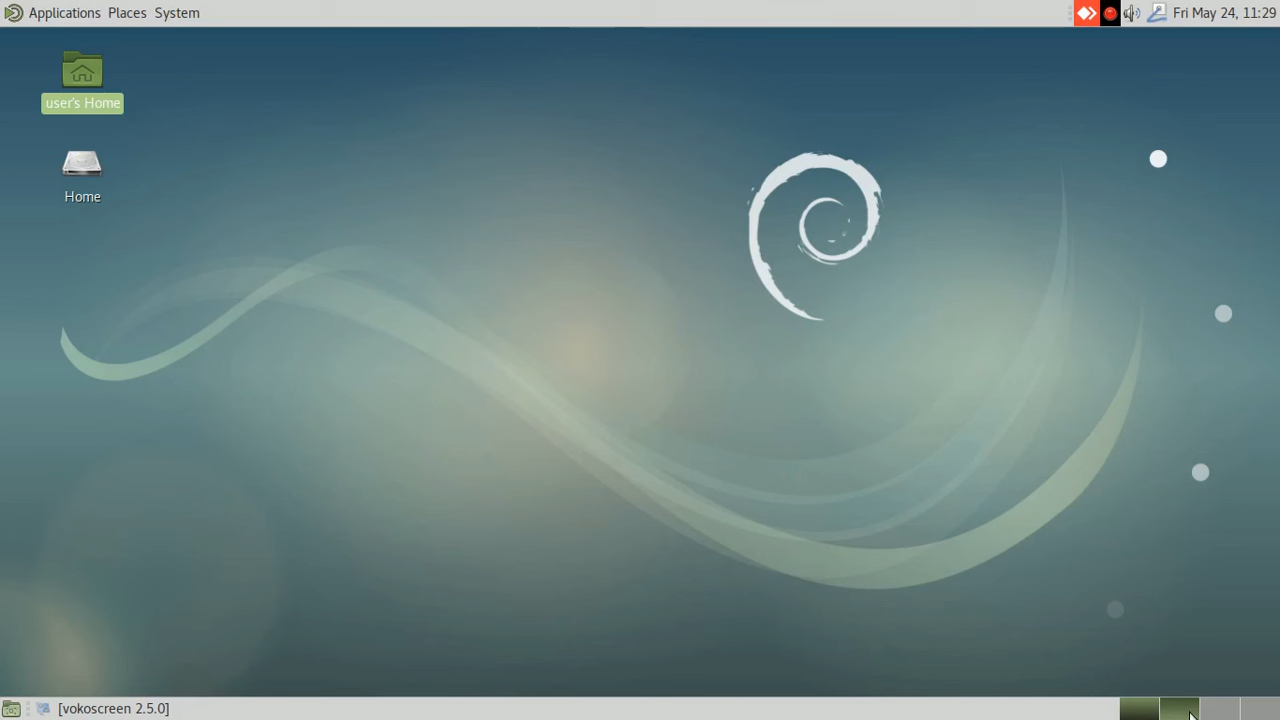 Applications Places System
Fri May 24, 11:29
user's Home
Home
[vokoscreen 2.5.0]